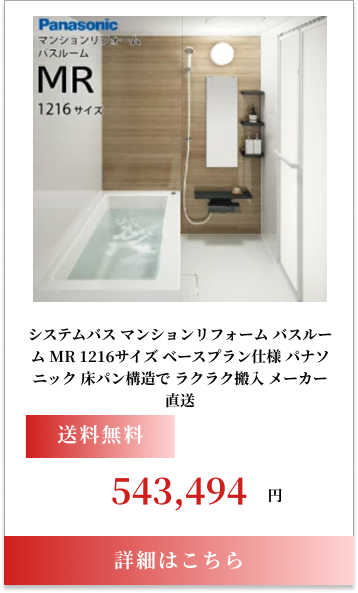 Panasonic
マンションリフォーム
バスルーム
MR
1216サイズ
システムバス マンションリフォーム バスルー
ム MR 1216サイズ ベースプラン仕様 パナソ
ニック 床パン構造で ラクラク搬入 メーカー
直送
送料無料
543,494 円
詳細はこちら